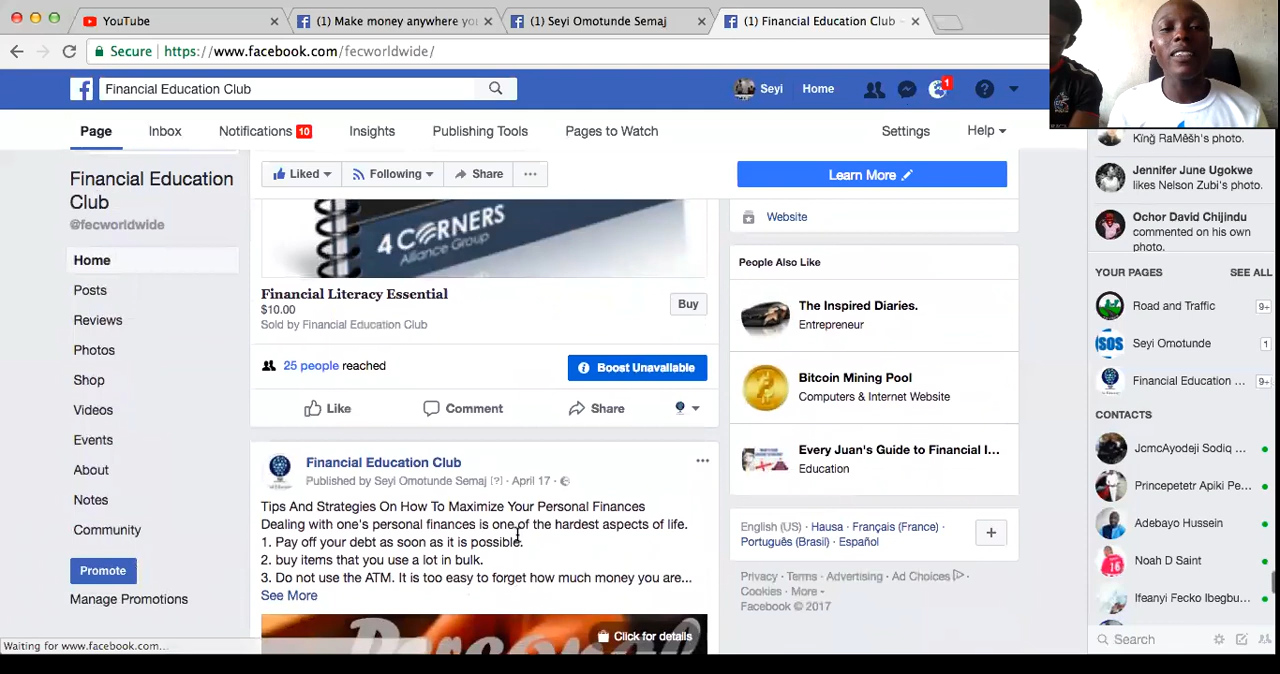 YouTube
(1) Make money anywhere yo
(1) Seyi Omotunde Semaj
(1) Financial Education Club
Secure
https://www.facebook.com/fecworldwide/
Financial Education Club
Seyi
Home
1
Page
Inbox
Notifications 10
Insights
Publishing Tools
Pages to Watch
Settings
Help
Financial Education
Club
@fecworldwide
Home
Posts
Reviews
Photos
Shop
Videos
Events
About
Notes
Community
Promote
Manage Promotions
Liked
Following
Share
4 CORNERS
Alliance Group
Financial Literacy Essential
$10.00
Sold by Financial Education Club
Buy
25 people reached
Boost Unavailable
Like
Comment
Share
Financial Education Club
Published by Seyi Omotunde Semaj [?] · April 17 ·
Tips And Strategies On How To Maximize Your Personal Finances
Dealing with one's personal finances is one of the hardest aspects of life.
1. Pay off your debt as soon as it is possible.
2. buy items that you use a lot in bulk.
3. Do not use the ATM. It is too easy to forget how much money you are...
See More
Personal
Click for details
Learn More
Website
People Also Like
The Inspired Diaries.
Entrepreneur
Bitcoin Mining Pool
Computers & Internet Website
Every Juan's Guide to Financial I...
Education
English (US) · Hausa · Français (France) ·
Português (Brasil) · Español
Privacy · Terms · Advertising · Ad Choices ·
Cookies · More
Facebook © 2017
King RaMêsh's photo.
Jennifer June Ugokwe
likes Nelson Zubi's photo.
Ochor David Chijindu
commented on his own
photo.
YOUR PAGES
SEE ALL
Road and Traffic
9+
SOS
Seyi Omotunde
1
Financial Education ...
9+
CONTACTS
JcmcAyodeji Sodiq ...
Princepetetr Apiki Pe...
Adebayo Hussein
Noah D Saint
Ifeanyi Fecko Ibegbu...
Search
Waiting for www.facebook.com...